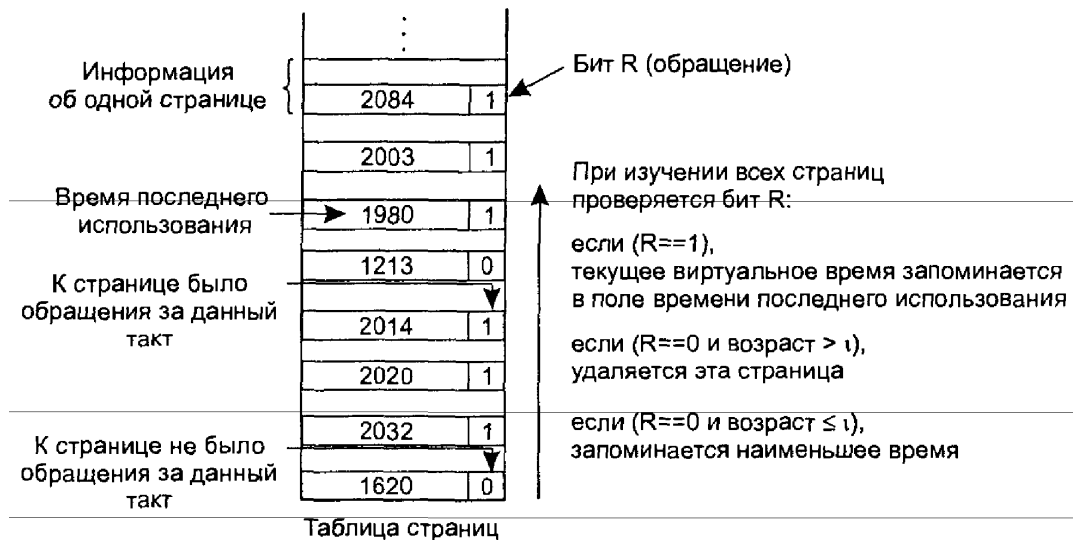 Информация
об одной странице
2084 1
Бит R (обращение)
2003 1
Время последнего
использования
1980 1
1213 0
К странице было
обращения за данный
такт
2014 1
2020 1
2032 1
К странице не было
обращения за данный
такт
1620 0
Таблица страниц
При изучении всех страниц
проверяется бит R:
если (R==1),
текущее виртуальное время запоминается
в поле времени последнего использования
если (R==0 и возраст > ι),
удаляется эта страница
если (R==0 и возраст ≤ ι),
запоминается наименьшее время